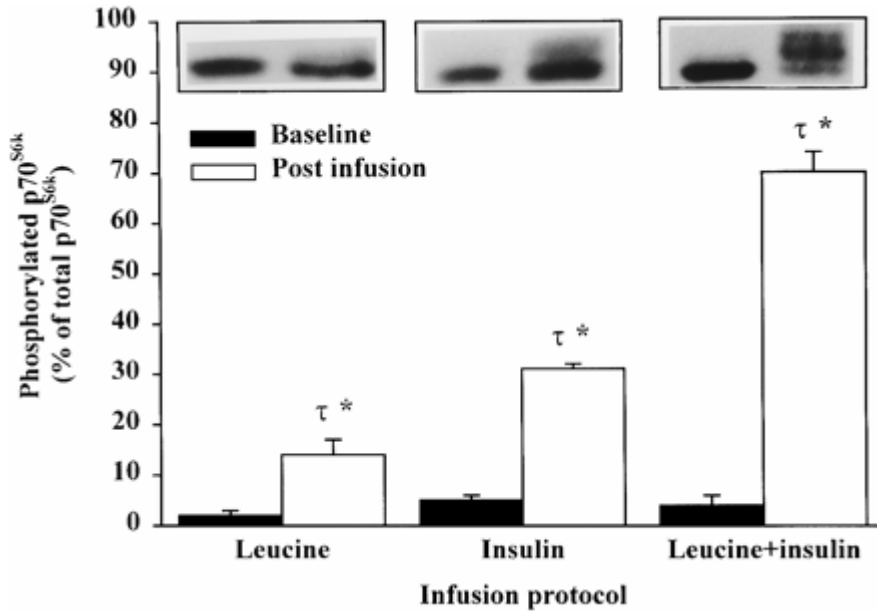 100
90
80
70
60
50
40
30
20
10
0
Phosphorylated p70S6k
(% of total p70S6k)
Baseline
Post infusion
τ *
τ *
τ *
Leucine
Insulin
Leucine+insulin
Infusion protocol